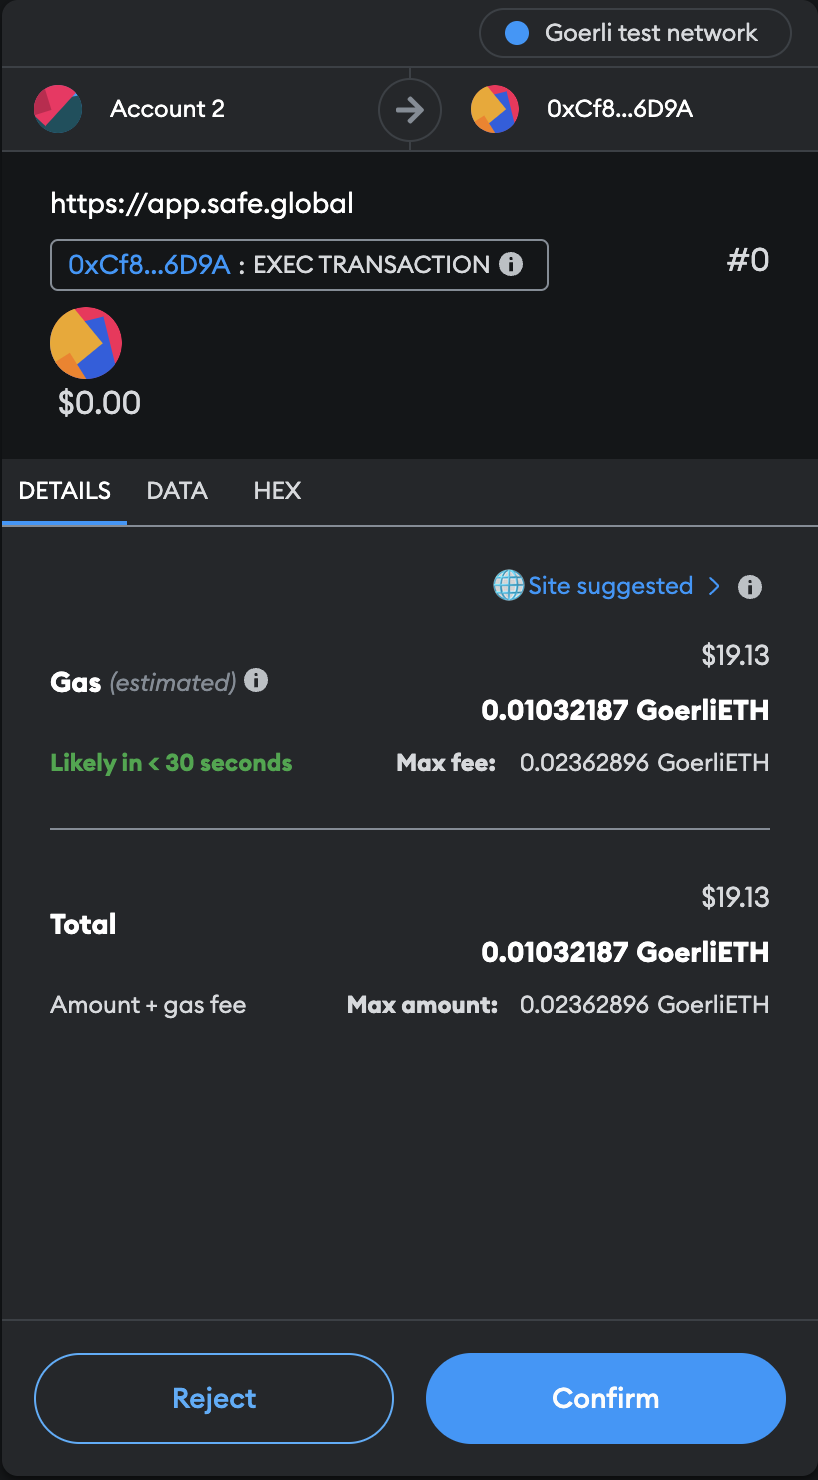 Goerli test network
Account 2
0xCf8...6D9A
https://app.safe.global
0xCf8...6D9A : EXEC TRANSACTION
#0
$0.00
DETAILS DATA HEX
Site suggested >
$19.13
Gas (estimated)
0.01032187 GoerliETH
Likely in < 30 seconds Max fee: 0.02362896 GoerliETH
$19.13
Total
0.01032187 GoerliETH
Amount + gas fee Max amount: 0.02362896 GoerliETH
Reject Confirm